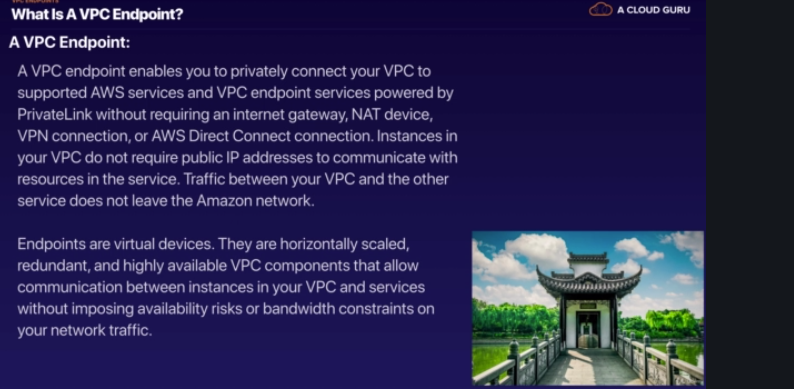 VPC ENDPOINTS
What Is A VPC Endpoint?
A CLOUD GURU
A VPC Endpoint:
A VPC endpoint enables you to privately connect your VPC to
supported AWS services and VPC endpoint services powered by
PrivateLink without requiring an internet gateway, NAT device,
VPN connection, or AWS Direct Connect connection. Instances in
your VPC do not require public IP addresses to communicate with
resources in the service. Traffic between your VPC and the other
service does not leave the Amazon network.
Endpoints are virtual devices. They are horizontally scaled,
redundant, and highly available VPC components that allow
communication between instances in your VPC and services
without imposing availability risks or bandwidth constraints on
your network traffic.